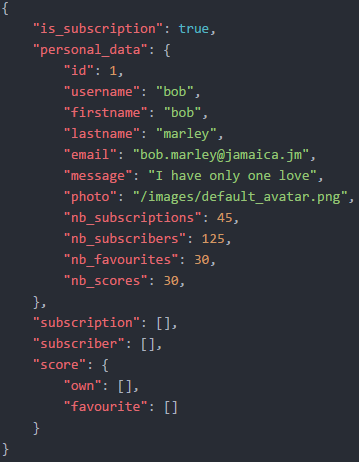 {
    "is_subscription": true,
    "personal_data": {
        "id": 1,
        "username": "bob",
        "firstname": "bob",
        "lastname": "marley",
        "email": "bob.marley@jamaica.jm",
        "message": "I have only one love",
        "photo": "/images/default_avatar.png",
        "nb_subscriptions": 45,
        "nb_subscribers": 125,
        "nb_favourites": 30,
        "nb_scores": 30,
    },
    "subscription": [],
    "subscriber": [],
    "score": {
        "own": [],
        "favourite": []
    }
}